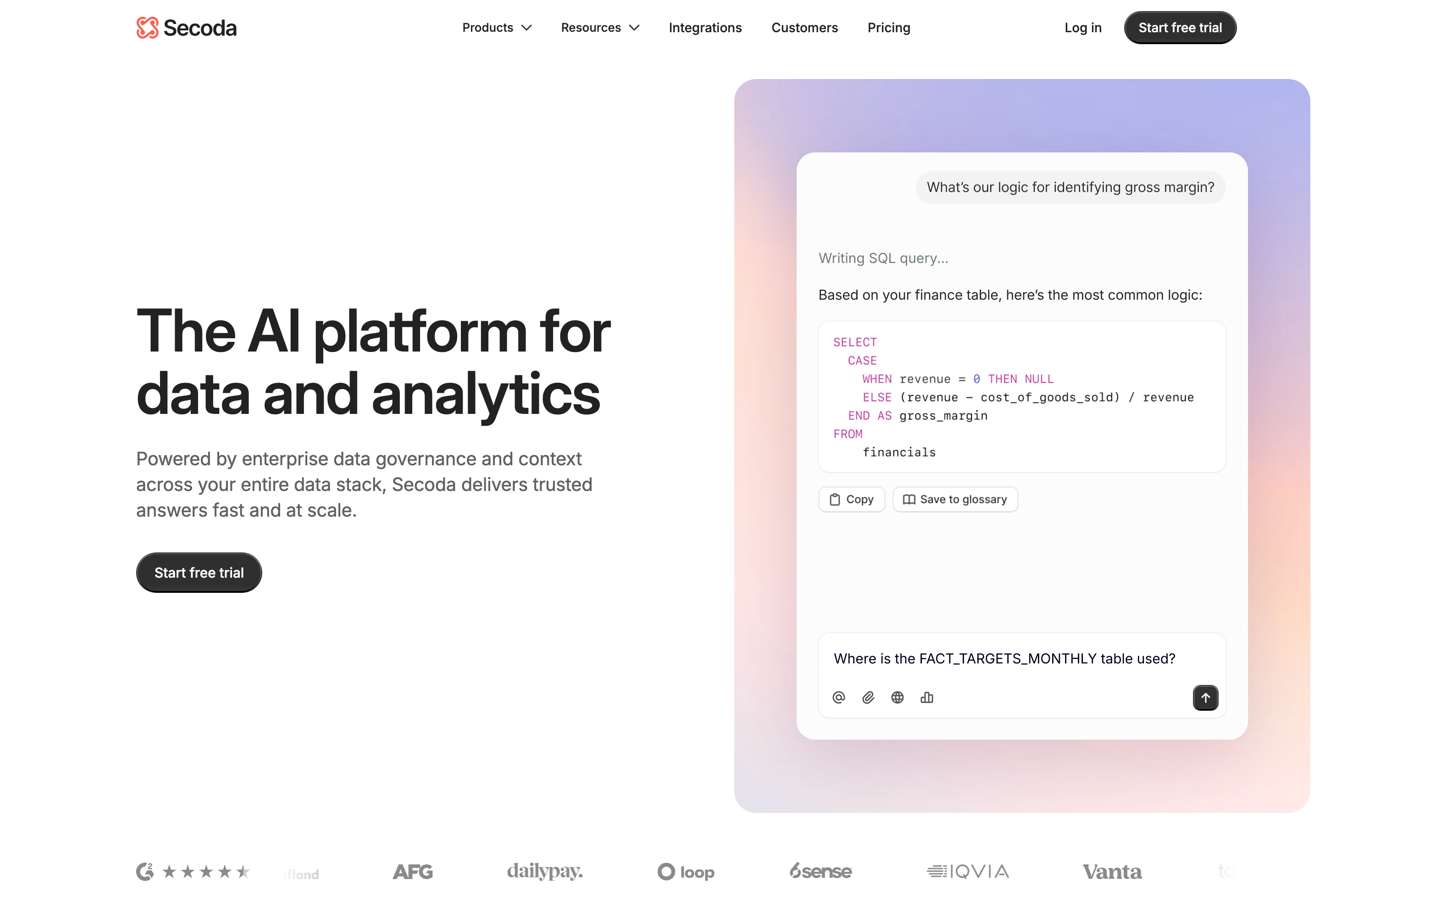 Secoda
Products
Resources
Integrations
Customers
Pricing
Log in
Start free trial
The AI platform for
data and analytics
Powered by enterprise data governance and context
across your entire data stack, Secoda delivers trusted
answers fast and at scale.
Start free trial
What's our logic for identifying gross margin?
Writing SQL query...
Based on your finance table, here's the most common logic:
SELECT
CASE
WHEN revenue = 0 THEN NULL
ELSE (revenue – cost_of_goods_sold) / revenue
END AS gross_margin
FROM
financials
Copy
Save to glossary
Where is the FACT_TARGETS_MONTHLY table used?
G2
AFG
dailypay.
loop
6sense
IQVIA
Vanta